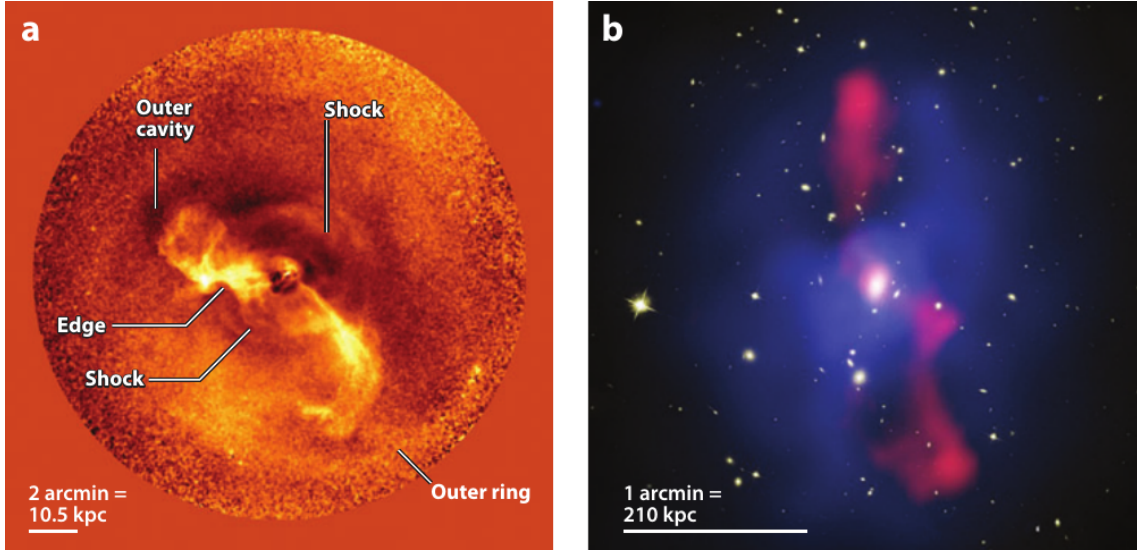 a
Outer
cavity
Shock
Edge
Shock
Outer ring
2 arcmin =
10.5 kpc
b
1 arcmin =
210 kpc